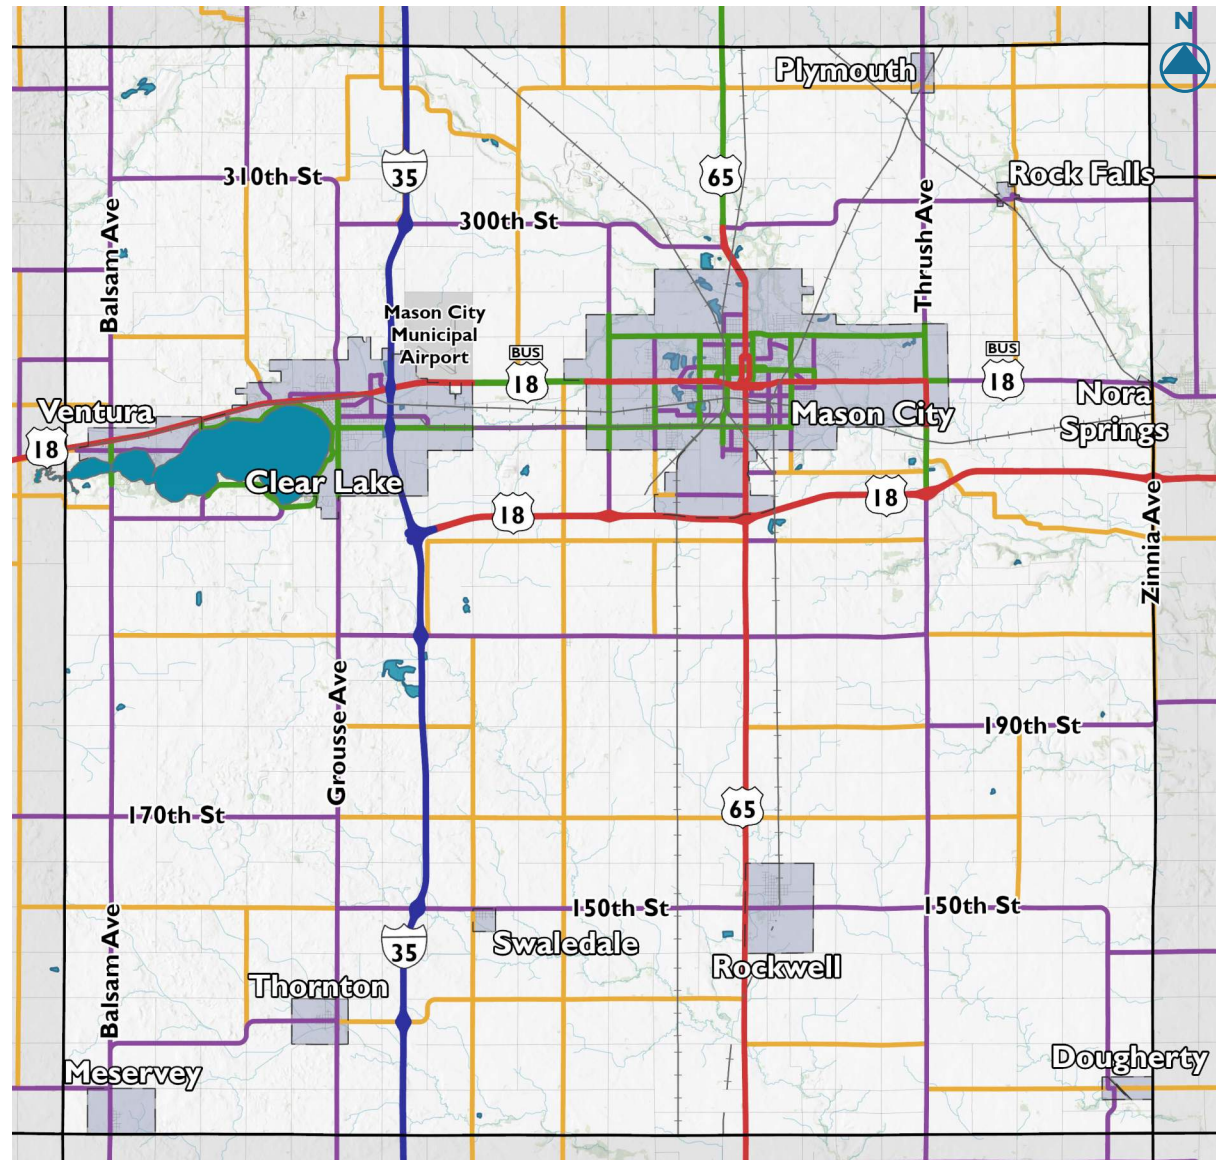 N
Plymouth
310th St
35
65
Rock Falls
300th St
Balsam Ave
Thrush Ave
Mason City
Municipal
Airport
BUS
18
BUS
18
Nora
Springs
Ventura
18
Mason City
Clear Lake
18
18
Zinnia Ave
Grousse Ave
190th St
170th St
65
150th St
150th St
Balsam Ave
35
Swaledale
Rockwell
Thornton
Meservey
Dougherty